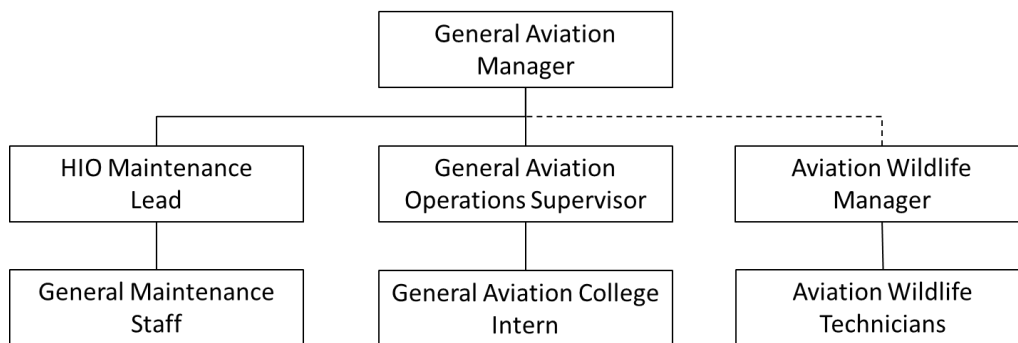 General Aviation
Manager
HIO Maintenance
Lead
General Aviation
Operations Supervisor
Aviation Wildlife
Manager
General Maintenance
Staff
General Aviation College
Intern
Aviation Wildlife
Technicians